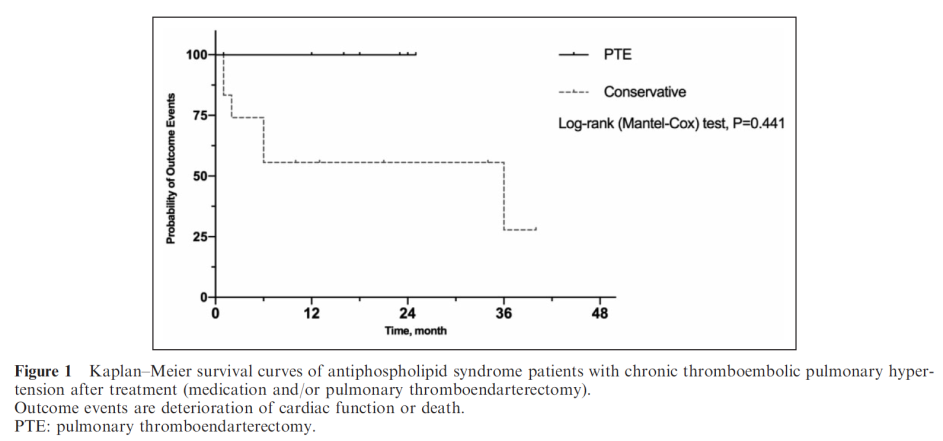 100
75
50
25
0
Probability of Outcome Events
0 12 24 36 48
Time, month
PTE
Conservative
Log-rank (Mantel-Cox) test, P=0.441
Figure 1 Kaplan–Meier survival curves of antiphospholipid syndrome patients with chronic thromboembolic pulmonary hyper-
tension after treatment (medication and/or pulmonary thromboendarterectomy).
Outcome events are deterioration of cardiac function or death.
PTE: pulmonary thromboendarterectomy.